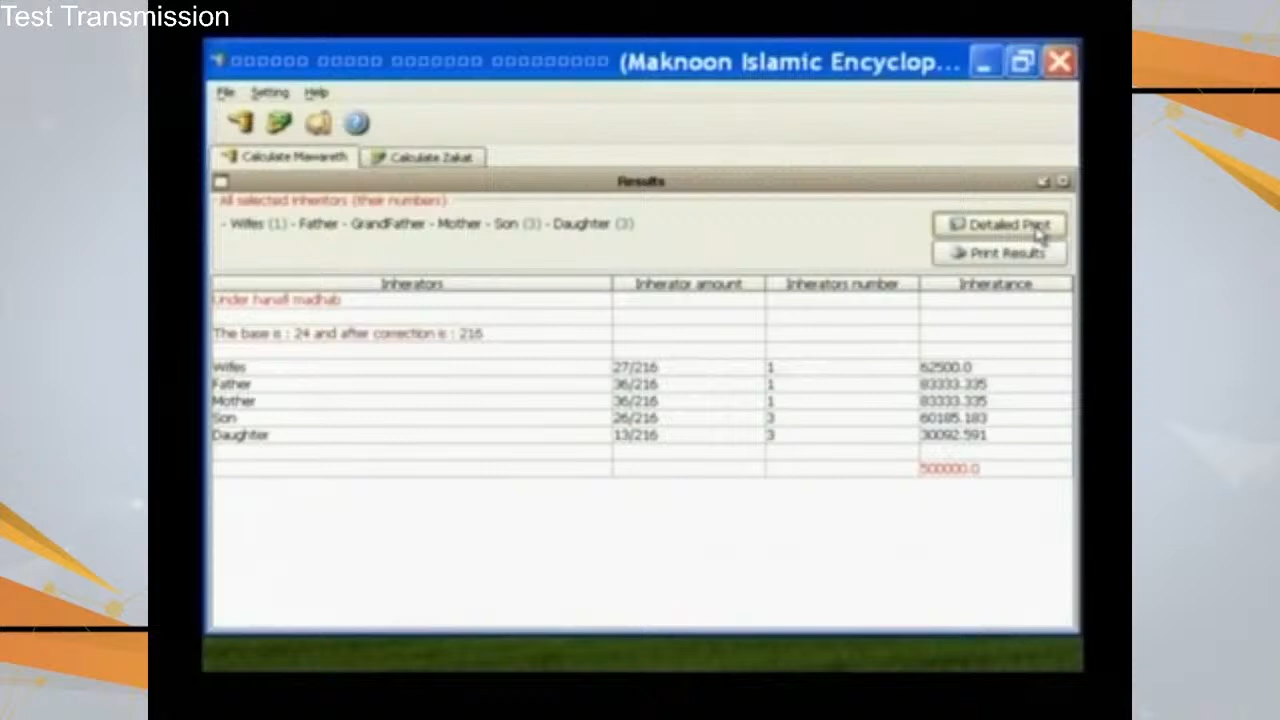 Test Transmission
(Maknoon Islamic Encyclop...
File Setting Help
Calculate Mawareth Calculate Zakat
Results
All selected inheritors (their numbers)
- Wifes (1) - Father - GrandFather - Mother - Son (3) - Daughter (3)
Detailed Print
Print Results
Inherators Inherator amount Inherators number Inheratance
Under hanafi madhab
The base is : 24 and after correction is : 216
Wifes 27/216 1 62500.0
Father 36/216 1 83333.335
Mother 36/216 1 83333.335
Son 26/216 3 60185.183
Daughter 13/216 3 30092.591
500000.0